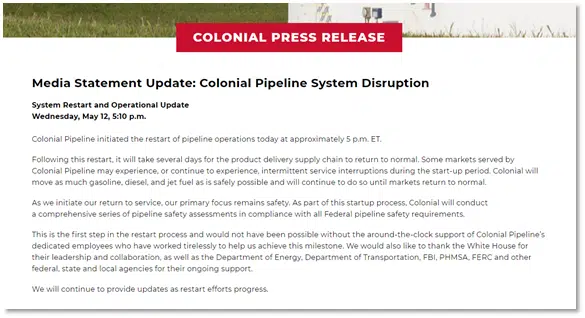 COLONIAL PRESS RELEASE
Media Statement Update: Colonial Pipeline System Disruption
System Restart and Operational Update
Wednesday, May 12, 5:10 p.m.
Colonial Pipeline initiated the restart of pipeline operations today at approximately 5 p.m. ET.
Following this restart, it will take several days for the product delivery supply chain to return to normal. Some markets served by
Colonial Pipeline may experience, or continue to experience, intermittent service interruptions during the start-up period. Colonial will
move as much gasoline, diesel, and jet fuel as is safely possible and will continue to do so until markets return to normal.
As we initiate our return to service, our primary focus remains safety. As part of this startup process, Colonial will conduct
a comprehensive series of pipeline safety assessments in compliance with all Federal pipeline safety requirements.
This is the first step in the restart process and would not have been possible without the around-the-clock support of Colonial Pipeline's
dedicated employees who have worked tirelessly to help us achieve this milestone. We would also like to thank the White House for
their leadership and collaboration, as well as the Department of Energy, Department of Transportation, FBI, PHMSA, FERC and other
federal, state and local agencies for their ongoing support.
We will continue to provide updates as restart efforts progress.